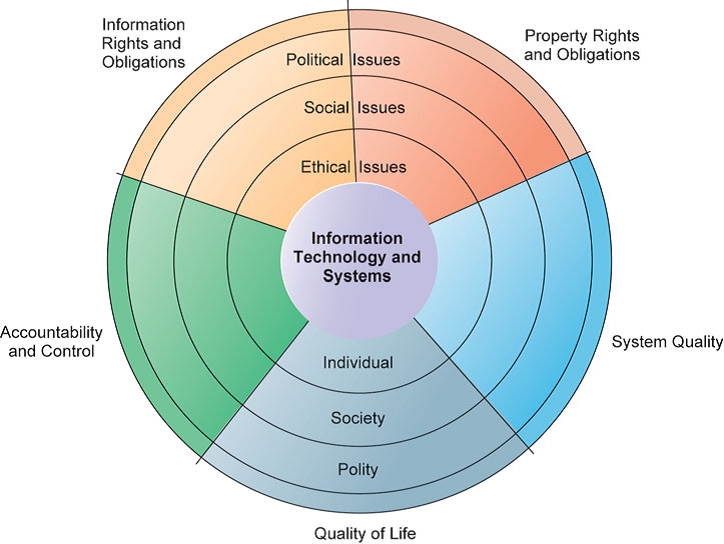 Information
Rights and
Obligations
Property Rights
and Obligations
Political Issues
Social Issues
Ethical Issues
Information
Technology and
Systems
Accountability
and Control
System Quality
Individual
Society
Polity
Quality of Life